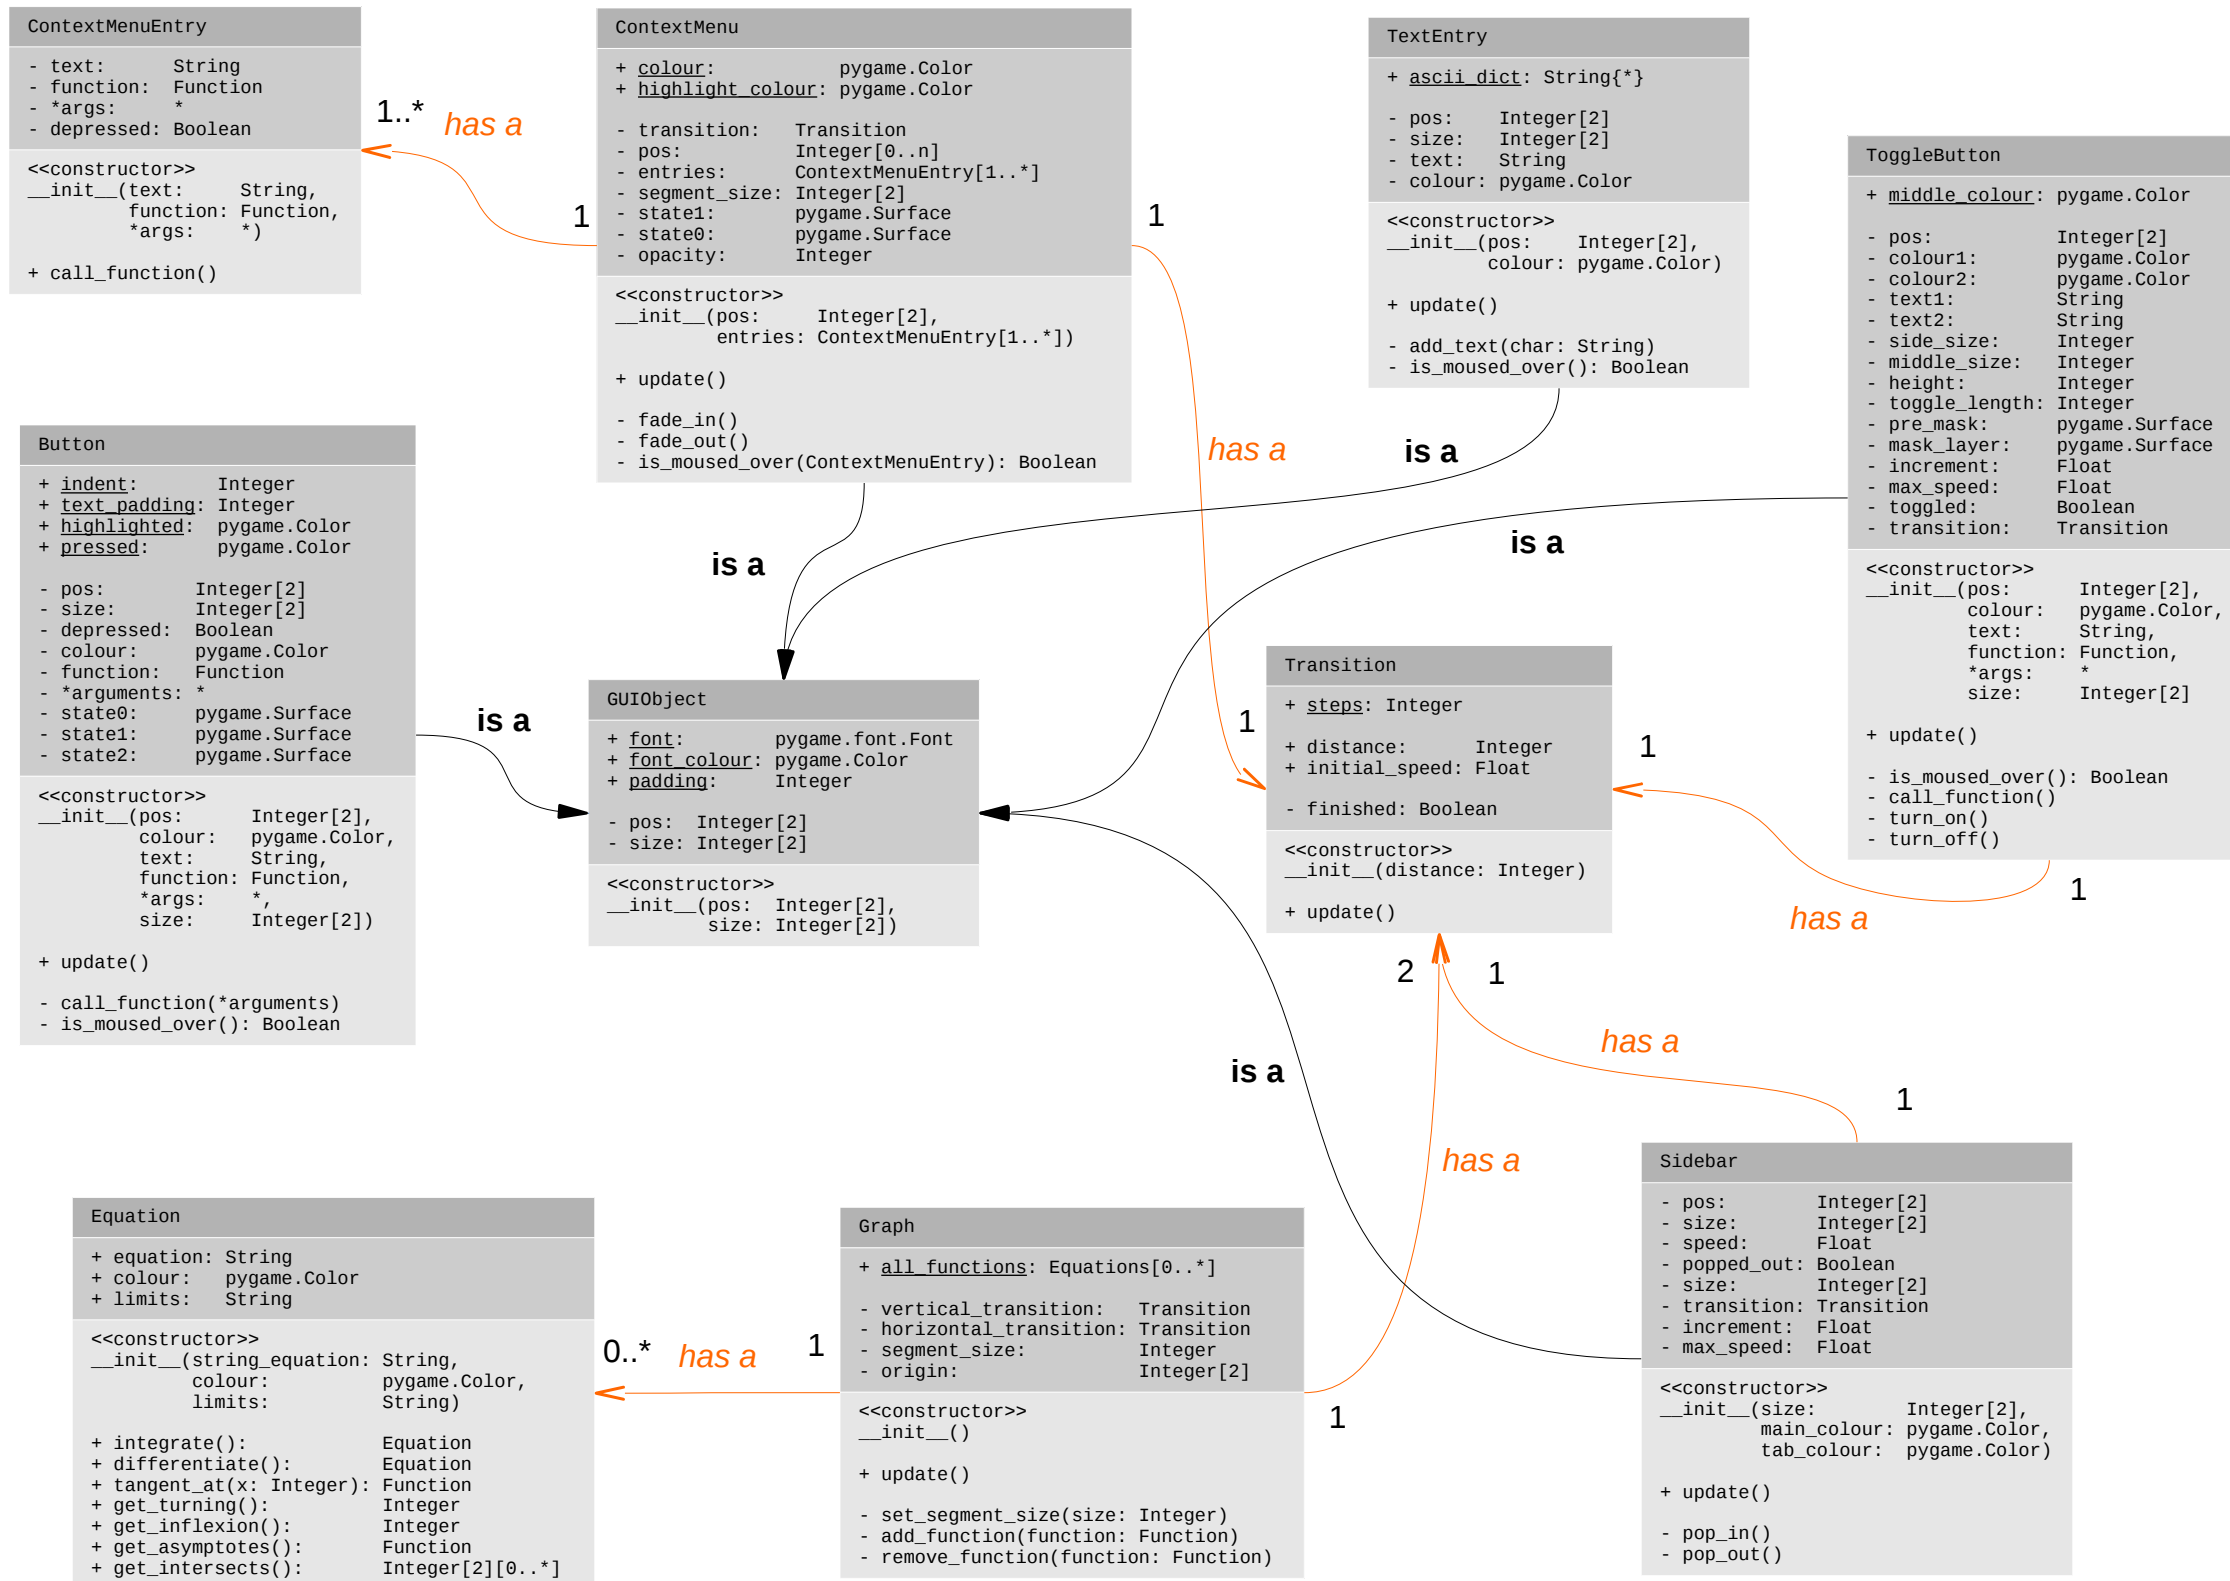 ContextMenuEntry
- text:      String
- function:  Function
- *args:     *
- depressed: Boolean
<<constructor>>
__init__(text:     String,
         function: Function,
         *args:    *)
+ call_function()
1..*
has a
1
ContextMenu
+ colour:           pygame.Color
+ highlight_colour: pygame.Color
- transition:   Transition
- pos:          Integer[0..n]
- entries:      ContextMenuEntry[1..*]
- segment_size: Integer[2]
- state1:       pygame.Surface
- state0:       pygame.Surface
- opacity:      Integer
<<constructor>>
__init__(pos:     Integer[2],
         entries: ContextMenuEntry[1..*])
+ update()
- fade_in()
- fade_out()
- is_moused_over(ContextMenuEntry): Boolean
1
has a
1
is a
TextEntry
+ ascii_dict: String{*}
- pos:    Integer[2]
- size:   Integer[2]
- text:   String
- colour: pygame.Color
<<constructor>>
__init__(pos:    Integer[2],
         colour: pygame.Color)
+ update()
- add_text(char: String)
- is_moused_over(): Boolean
is a
ToggleButton
+ middle_colour: pygame.Color
- pos:           Integer[2]
- colour1:       pygame.Color
- colour2:       pygame.Color
- text1:         String
- text2:         String
- side_size:     Integer
- middle_size:   Integer
- height:        Integer
- toggle_length: Integer
- pre_mask:      pygame.Surface
- mask_layer:    pygame.Surface
- increment:     Float
- max_speed:     Float
- toggled:       Boolean
- transition:    Transition
<<constructor>>
__init__(pos:      Integer[2],
         colour:   pygame.Color,
         text:     String,
         function: Function,
         *args:    *
         size:     Integer[2]
+ update()
- is_moused_over(): Boolean
- call_function()
- turn_on()
- turn_off()
is a
1
has a
1
Button
+ indent:       Integer
+ text_padding: Integer
+ highlighted:  pygame.Color
+ pressed:      pygame.Color
- pos:        Integer[2]
- size:       Integer[2]
- depressed:  Boolean
- colour:     pygame.Color
- function:   Function
- *arguments: *
- state0:     pygame.Surface
- state1:     pygame.Surface
- state2:     pygame.Surface
<<constructor>>
__init__(pos:      Integer[2],
         colour:   pygame.Color,
         text:     String,
         function: Function,
         *args:    *,
         size:     Integer[2])
+ update()
- call_function(*arguments)
- is_moused_over(): Boolean
is a
GUIObject
+ font:        pygame.font.Font
+ font_colour: pygame.Color
+ padding:     Integer
- pos:  Integer[2]
- size: Integer[2]
<<constructor>>
__init__(pos:  Integer[2],
         size: Integer[2])
Transition
+ steps: Integer
+ distance:      Integer
+ initial_speed: Float
- finished: Boolean
<<constructor>>
__init__(distance: Integer)
+ update()
2
1
has a
1
is a
has a
Equation
+ equation: String
+ colour:   pygame.Color
+ limits:   String
<<constructor>>
__init__(string_equation: String,
         colour:          pygame.Color,
         limits:          String)
+ integrate():            Equation
+ differentiate():        Equation
+ tangent_at(x: Integer): Function
+ get_turning():          Integer
+ get_inflexion():        Integer
+ get_asymptotes():       Function
+ get_intersects():       Integer[2][0..*]
0..*
has a
1
Graph
+ all_functions: Equations[0..*]
- vertical_transition:   Transition
- horizontal_transition: Transition
- segment_size:          Integer
- origin:                Integer[2]
<<constructor>>
__init__()
+ update()
- set_segment_size(size: Integer)
- add_function(function: Function)
- remove_function(function: Function)
1
Sidebar
- pos:        Integer[2]
- size:       Integer[2]
- speed:      Float
- popped_out: Boolean
- size:       Integer[2]
- transition: Transition
- increment:  Float
- max_speed:  Float
<<constructor>>
__init__(size:        Integer[2],
         main_colour: pygame.Color,
         tab_colour:  pygame.Color)
+ update()
- pop_in()
- pop_out()